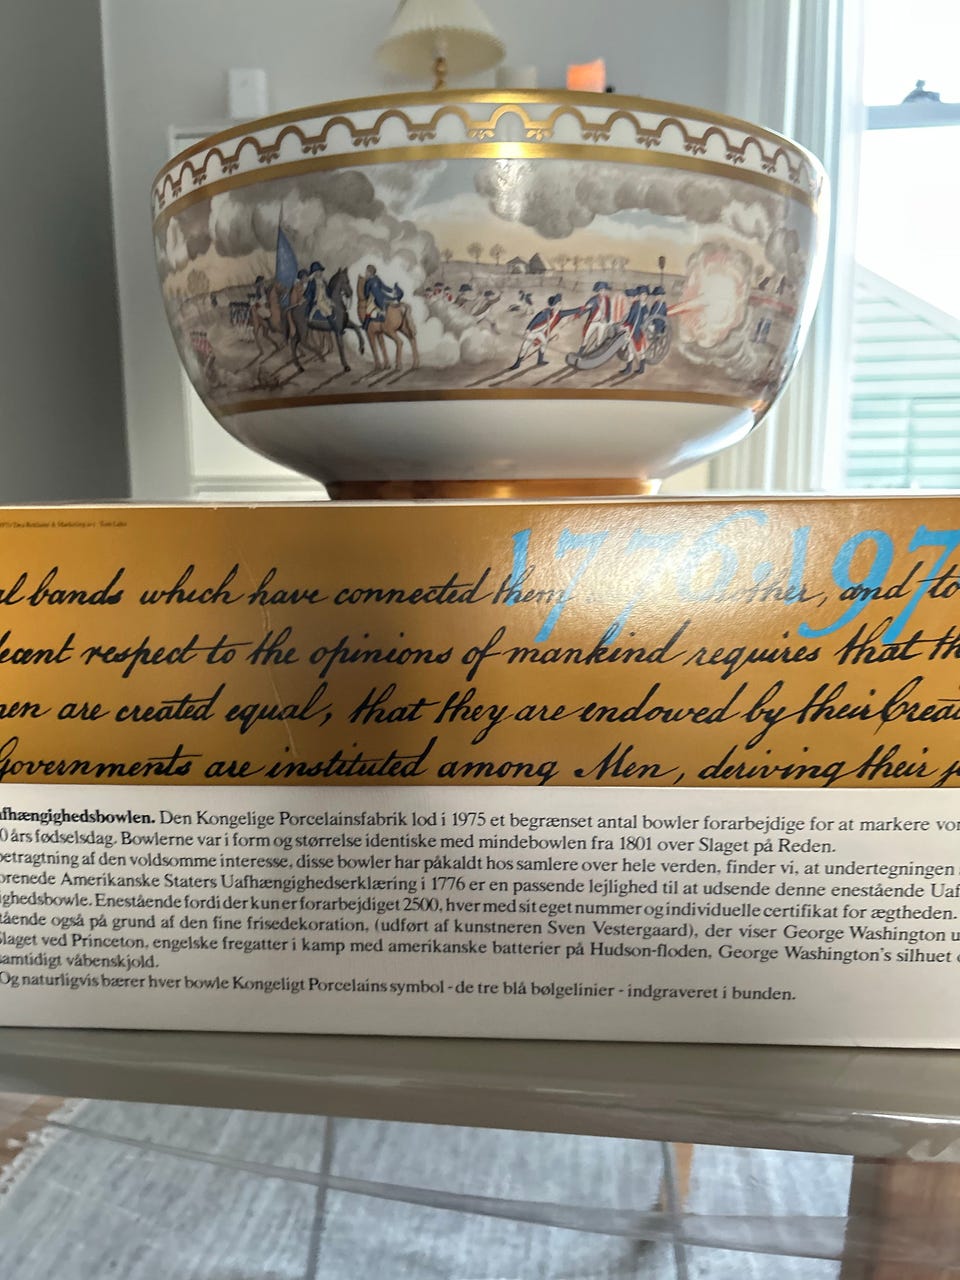 1776·197
al bands which have connected them another, and to
decent respect to the opinions of mankind requires that th
men are created equal, that they are endowed by their Creat
Governments are instituted among Men, deriving their
afhængighedsbowlen. Den Kongelige Porcelainsfabrik lod i 1975 et begrænset antal bowler forarbejdige for at markere vor
0 års fødselsdag. Bowlerne var i form og størrelse identiske med mindebowlen fra 1801 over Slaget på Reden.
betragtning af den voldsomme interesse, disse bowler har påkaldt hos samlere over hele verden, finder vi, at undertegningen
orenede Amerikanske Staters Uafhængighedserklæring i 1776 er en passende lejlighed til at udsende denne enestående Uaf
ighedsbowle. Enestående fordi der kun er forarbejdiget 2500, hver med sit eget nummer og individuelle certifikat for ægtheden.
tående også på grund af den fine frisedekoration, (udført af kunstneren Sven Vestergaard), der viser George Washington u
Slaget ved Princeton, engelske fregatter i kamp med amerikanske batterier på Hudson-floden, George Washington's silhuet
samtidigt våbenskjold.
Og naturligvis bærer hver bowle Kongeligt Porcelains symbol - de tre blå bølgelinier - indgraveret i bunden.